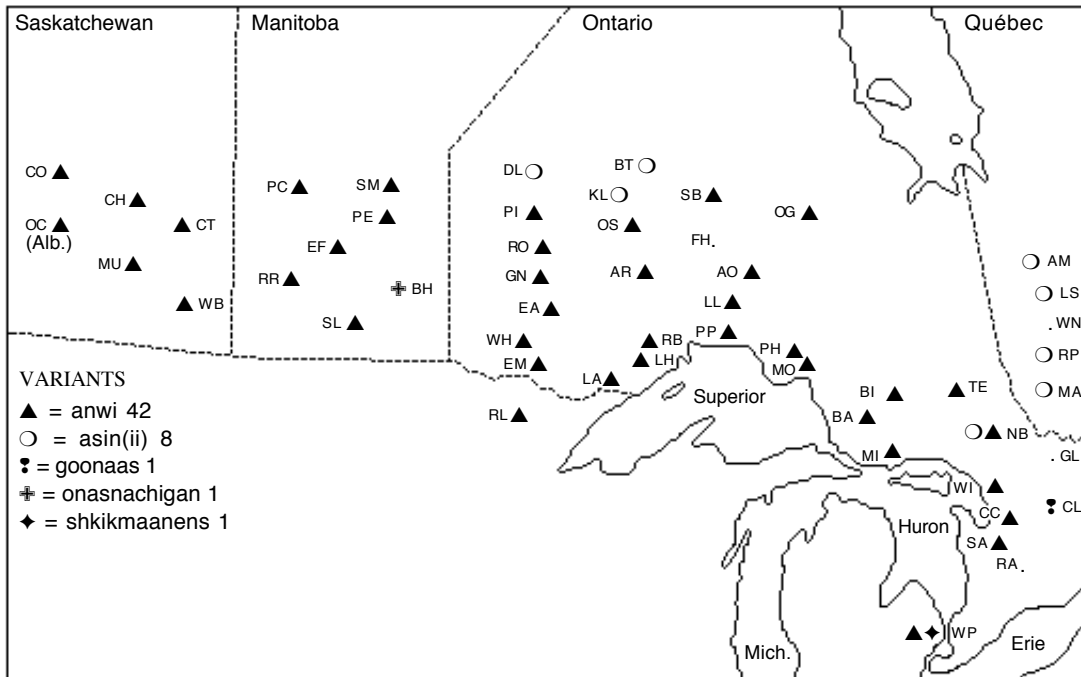 Saskatchewan Manitoba Ontario Québec
CO
CH
OC
(Alb.)
CT
MU
WB
PC
SM
PE
EF
RR
BH
SL
DL
BT
KL
SB
PI
OS
OG
RO
FH
GN
AR
AO
EA
LL
WH
RB
PP
EM
LH
PH
LA
MO
RL
AM
LS
WN
RP
MA
BI
TE
BA
NB
MI
GL
WI
CC
CL
SA
RA
WP
Superior
Huron
Mich.
Erie
VARIANTS
▲ = anwi 42
❍ = asin(ii) 8
❣ = goonaas 1
✙ = onasnachigan 1
✦ = shkikmaanens 1